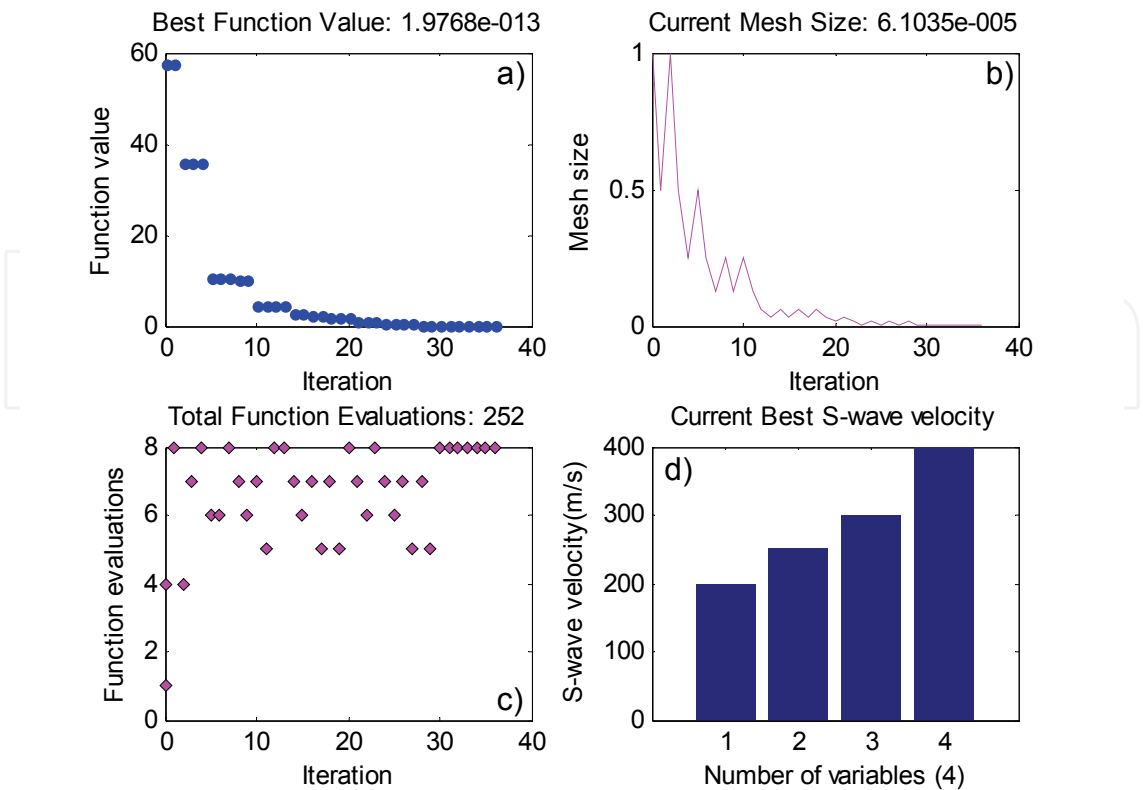 Best Function Value: 1.9768e-013
a)
Function value
60
40
20
0
0 10 20 30 40
Iteration
Current Mesh Size: 6.1035e-005
b)
Mesh size
1
0.5
0
0 10 20 30 40
Iteration
Total Function Evaluations: 252
c)
Function evaluations
8
6
4
2
0
0 10 20 30 40
Iteration
Current Best S-wave velocity
d)
S-wave velocity(m/s)
400
300
200
100
0
1 2 3 4
Number of variables (4)